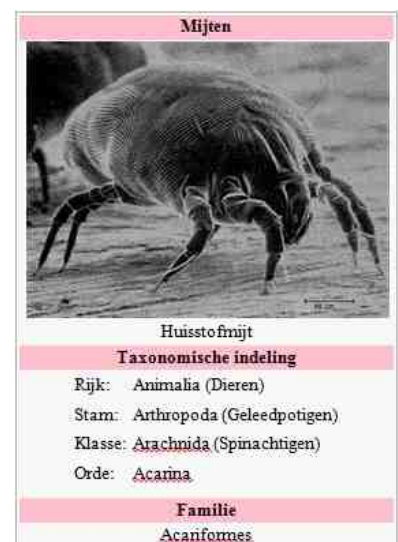 Mijten
Huisstofmijt
Taxonomische indeling
Rijk: Animalia (Dieren)
Stam: Arthropoda (Geleedpotigen)
Klasse: Arachnida (Spinachtigen)
Orde: Acarina
Familie
Acariformes